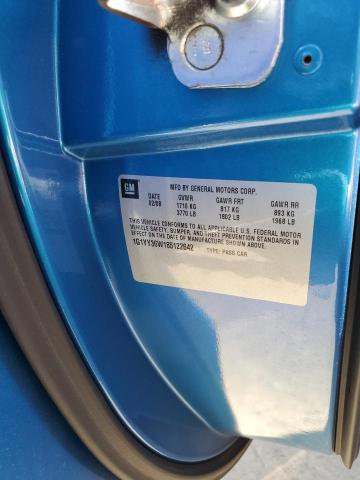 GM
MFD BY GENERAL MOTORS CORP.
DATE GVWR GAWR FRT GAWR RR
02/08 1710 KG 817 KG 893 KG
3770 LB 1802 LB 1968 LB
THIS VEHICLE CONFORMS TO ALL APPLICABLE U.S. FEDERAL MOTOR
VEHICLE SAFETY, BUMPER, AND THEFT PREVENTION STANDARDS IN
EFFECT ON THE DATE OF MANUFACTURE SHOWN ABOVE.
1G1YY36W185122642 TYPE: PASS CAR